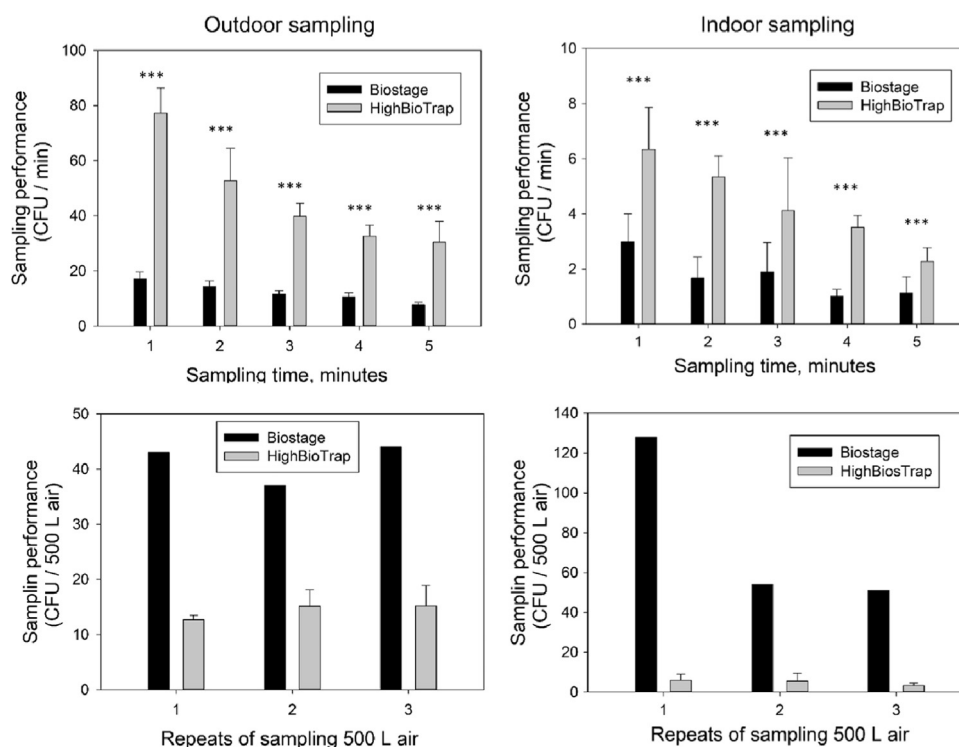 Outdoor sampling
Sampling performance
(CFU / min)
100
80
60
40
20
0
***
***
***
***
***
Biostage
HighBioTrap
1 2 3 4 5
Sampling time, minutes
Indoor sampling
Sampling performance
(CFU / min)
10
8
6
4
2
0
***
***
***
***
***
Biostage
HighBioTrap
1 2 3 4 5
Sampling time, minutes
Samplin performance
(CFU / 500 L air)
50
40
30
20
10
0
Biostage
HighBioTrap
1 2 3
Repeats of sampling 500 L air
Samplin performance
(CFU / 500 L air)
140
120
100
80
60
40
20
0
Biostage
HighBiosTrap
1 2 3
Repeats of sampling 500 L air